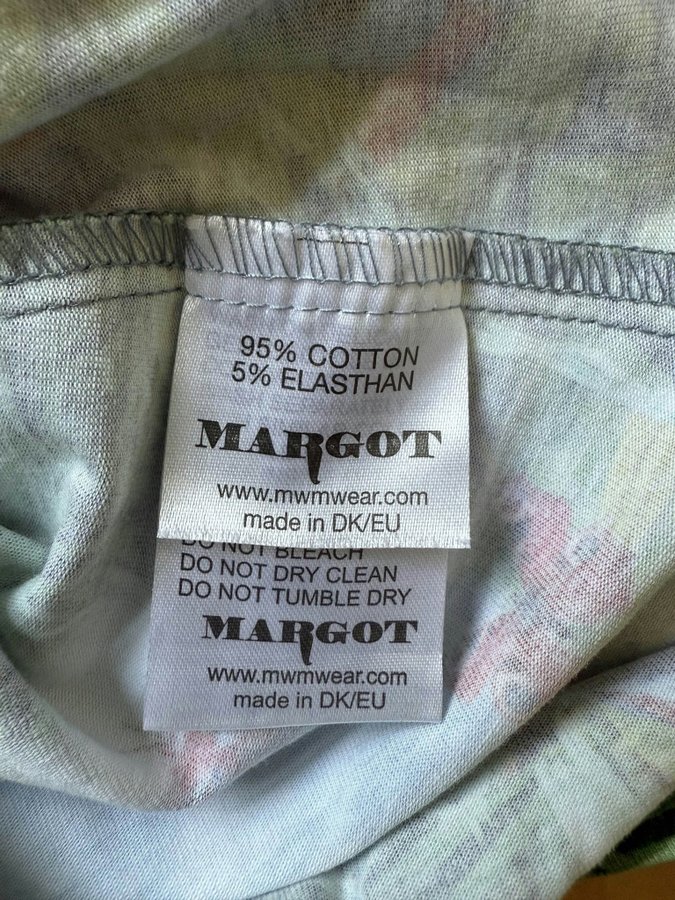 95% COTTON
5% ELASTHAN
MARGOT
www.mwmwear.com
made in DK/EU
DO NOT BLEACH
DO NOT DRY CLEAN
DO NOT TUMBLE DRY
MARGOT
www.mwmwear.com
made in DK/EU